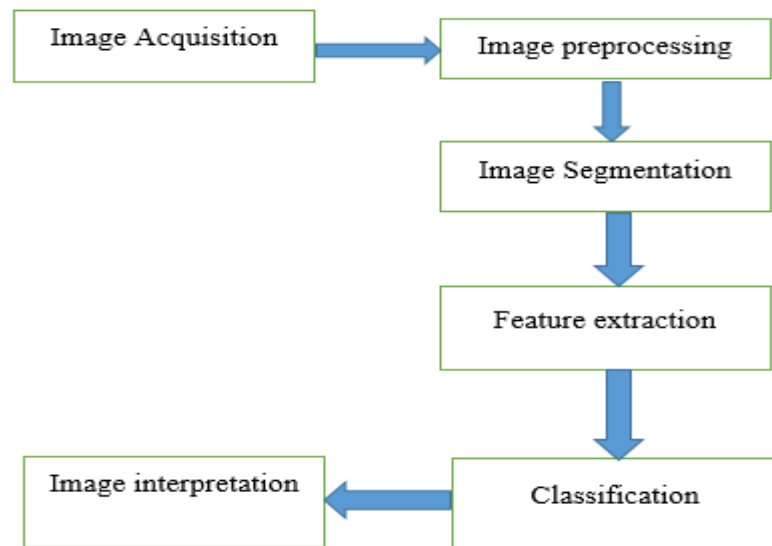 Image Acquisition
Image preprocessing
Image Segmentation
Feature extraction
Classification
Image interpretation